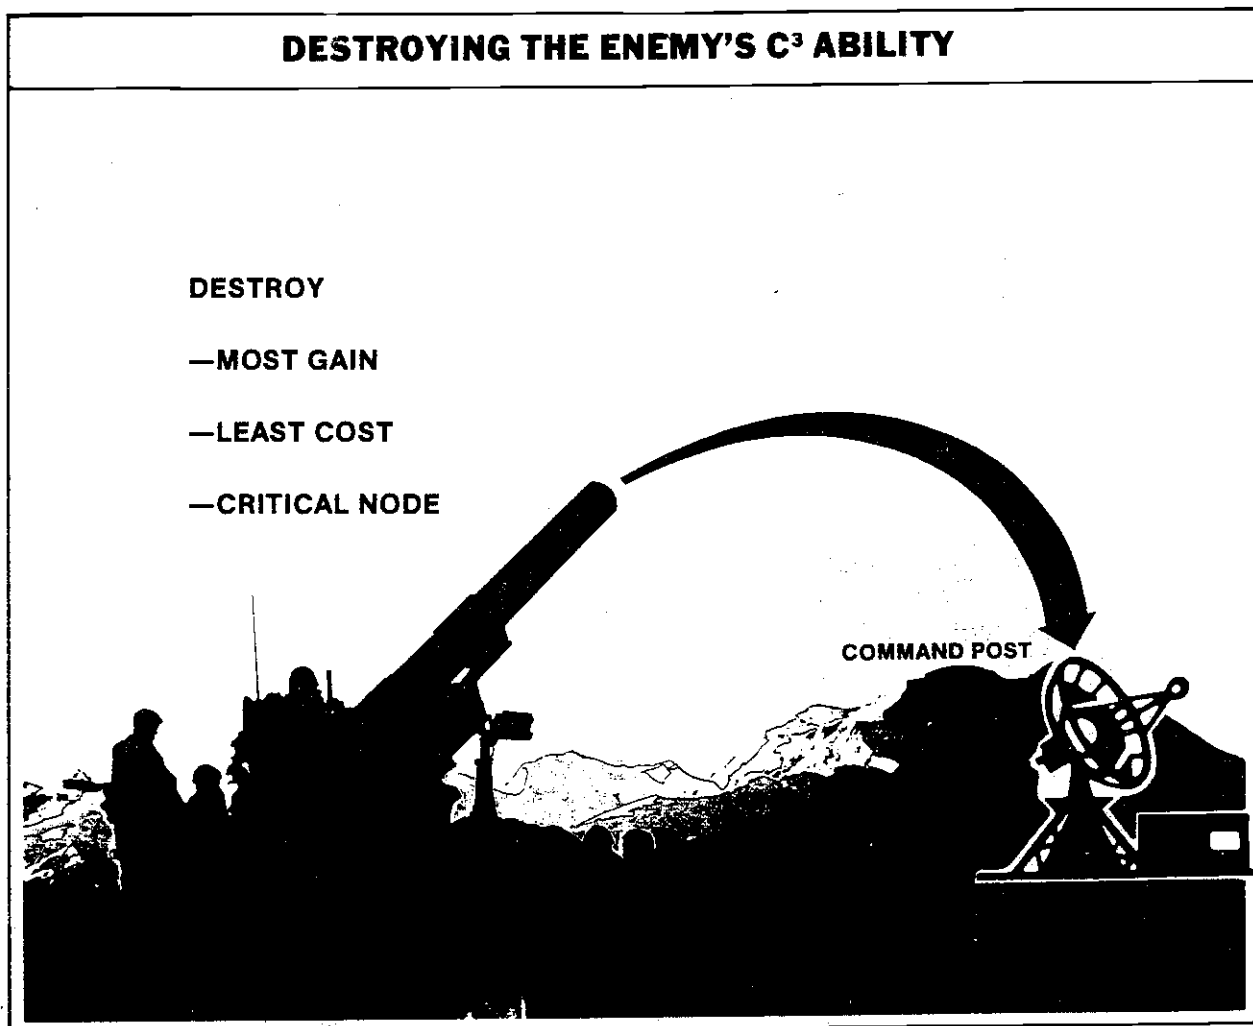 DESTROYING THE ENEMY'S C³ ABILITY
DESTROY
—MOST GAIN
—LEAST COST
—CRITICAL NODE
COMMAND POST